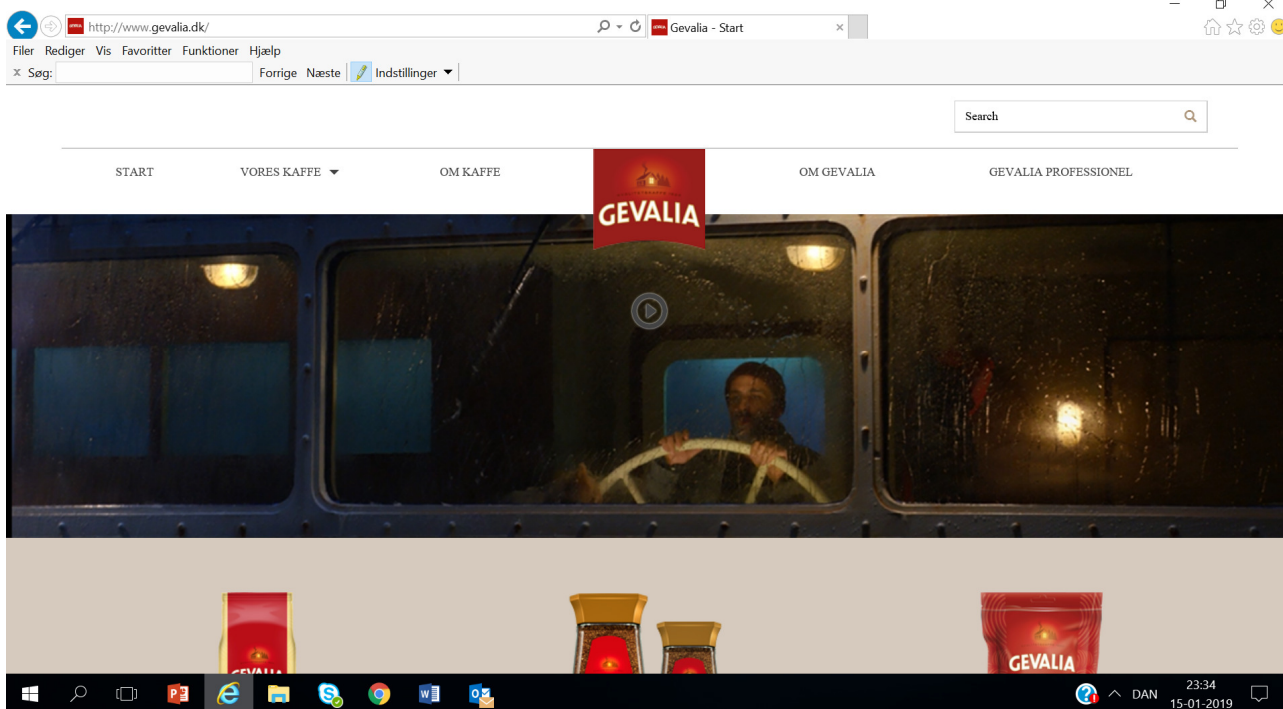 http://www.gevalia.dk/
Gevalia - Start
Filer Rediger Vis Favoritter Funktioner Hjælp
x Søg: Forrige Næste Indstillinger
Search
START VORES KAFFE OM KAFFE OM GEVALIA GEVALIA PROFESSIONEL
GEVALIA
GEVALIA
GEVALIA
DAN
23:34
15-01-2019